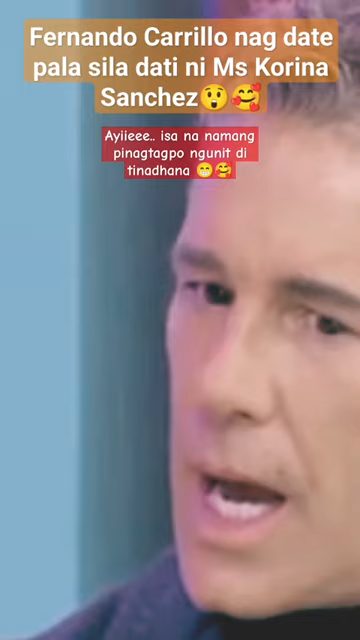 Fernando Carrillo nag date
pala sila dati ni Ms Korina
Sanchez😲🥰
Ayiieee.. isa na namang
pinagtagpo ngunit di
tinadhana 😁🥰